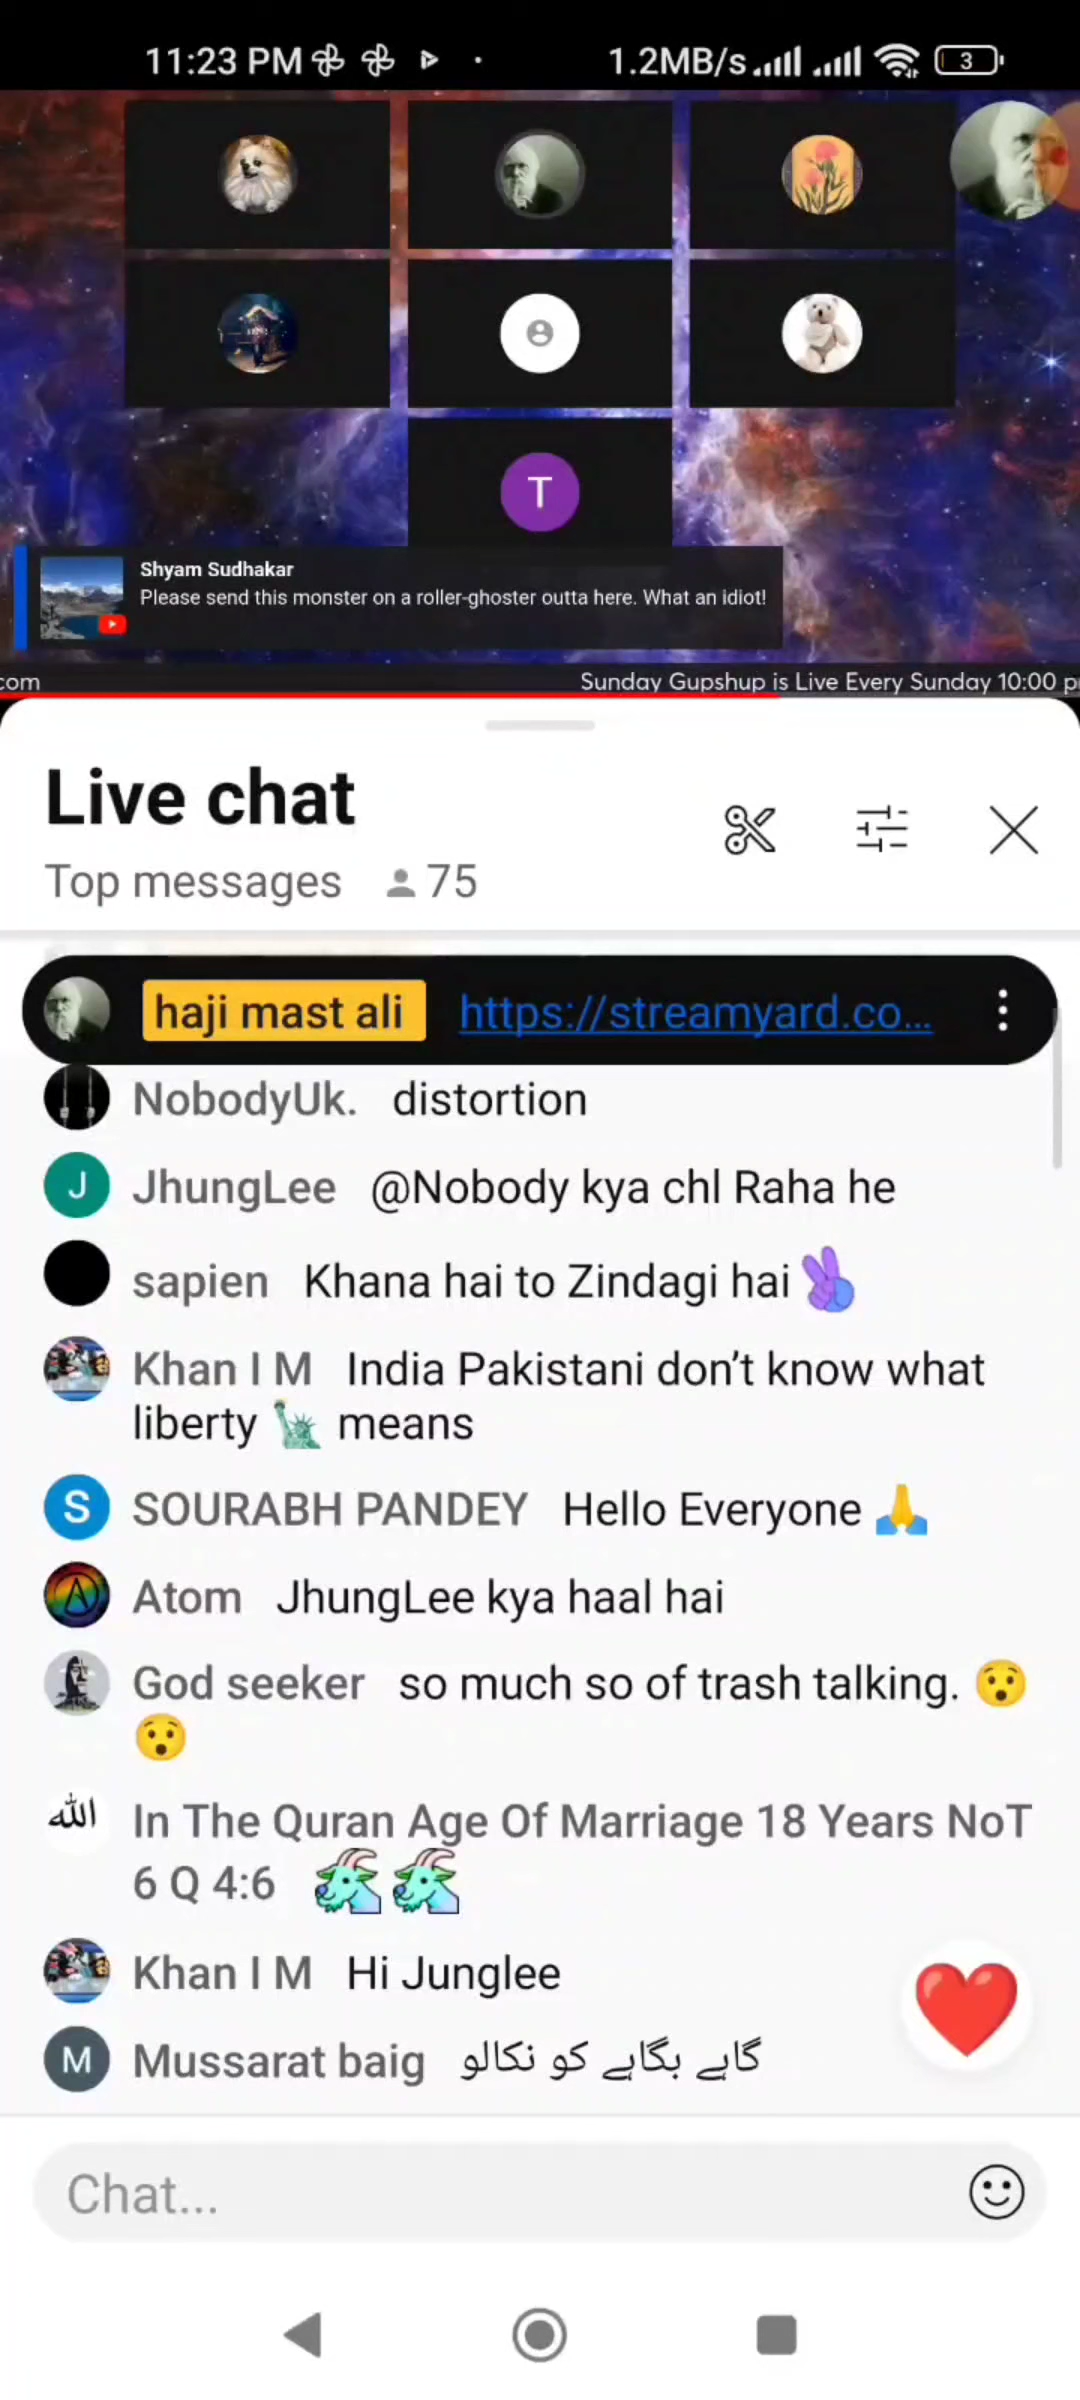 11:23 PM 1.2MB/s 3
T
Shyam Sudhakar
Please send this monster on a roller-ghoster outta here. What an idiot!
com Sunday Gupshup is Live Every Sunday 10:00 p
Live chat
Top messages 75
haji mast ali https://streamyard.co...
NobodyUk. distortion
J JhungLee @Nobody kya chl Raha he
sapien Khana hai to Zindagi hai
Khan I M India Pakistani don’t know what
liberty 🗽 means
S SOURABH PANDEY Hello Everyone 🙏
Atom JhungLee kya haal hai
God seeker so much so of trash talking. 😯
😯
الله In The Quran Age Of Marriage 18 Years NoT
6 Q 4:6
Khan I M Hi Junglee
M Mussarat baig گاہے بگاہے کو نکالو
Chat...